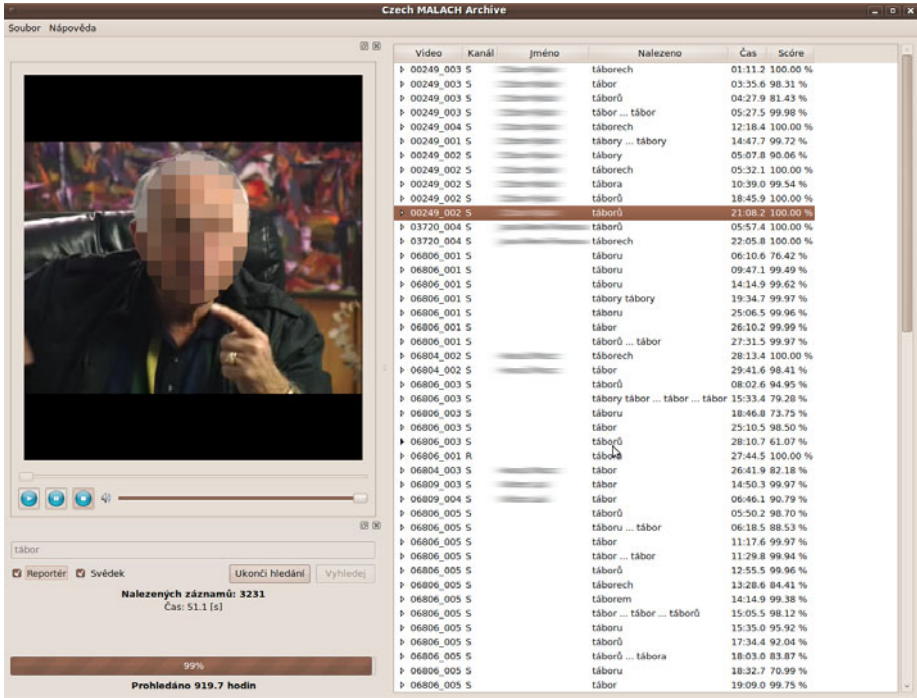 Czech MALACH Archive
Soubor Nápověda
Video Kanál Jméno Nalezeno Čas Scóre
00249_003 S táborech 01:11.2 100.00 %
00249_003 S tábor 03:35.6 98.31 %
00249_003 S táborů 04:27.9 81.43 %
00249_003 S tábor ... tábor 05:27.5 99.98 %
00249_004 S táborech 12:18.4 100.00 %
00249_001 S tábory ... tábory 14:47.7 99.72 %
00249_002 S tábory 05:07.8 90.06 %
00249_002 S táborech 05:32.1 100.00 %
00249_002 S tábora 10:39.0 99.54 %
00249_002 S táborů 18:45.9 100.00 %
00249_002 S táborů 21:08.2 100.00 %
03720_004 S táborů 05:57.4 100.00 %
03720_004 S táborech 22:05.8 100.00 %
06806_001 S táboru 06:10.6 76.42 %
06806_001 S táboru 09:47.1 99.49 %
06806_001 S táboru 14:14.9 99.62 %
06806_001 S tábory tábory 19:34.7 99.97 %
06806_001 S táboru 25:06.5 99.96 %
06806_001 S tábor 26:10.2 99.99 %
06806_001 S táborů ... tábor 27:31.5 99.97 %
06804_002 S táborech 28:13.4 100.00 %
06804_002 S tábor 29:41.6 98.41 %
06806_003 S táborů 08:02.6 94.95 %
06806_003 S tábory tábor ... tábor ... tábor 15:33.4 79.28 %
06806_003 S táboru 18:46.8 73.75 %
06806_003 S tábor 25:10.5 98.50 %
06806_003 S táborů 28:10.7 61.07 %
06806_001 R 27:44.5 100.00 %
06804_003 S tábor 26:41.9 82.18 %
06809_003 S tábor 14:50.3 99.97 %
06809_004 S tábor 06:46.1 90.79 %
06806_005 S táborů 05:50.2 98.70 %
06806_005 S táboru ... tábor 06:18.5 88.53 %
06806_005 S tábor 11:17.6 99.97 %
06806_005 S tábor ... tábor 11:29.8 99.94 %
06806_005 S táborů 12:55.5 99.96 %
06806_005 S táborech 13:28.6 84.41 %
06806_005 S táborem 14:14.9 99.38 %
06806_005 S tábor ... tábor ... táborů 15:05.5 98.12 %
06806_005 S táboru 15:35.0 95.92 %
06806_005 S táborů 17:34.4 92.04 %
06806_005 S táborů ... tábora 18:03.0 83.87 %
06806_005 S táboru 18:32.7 70.99 %
06806_005 S tábor 19:09.0 99.75 %
tábor
Reportér Svědek Ukonči hledání Vyhledej
Nalezených záznamů: 3231
Čas: 51.1 [s]
99%
Prohledáno 919.7 hodin